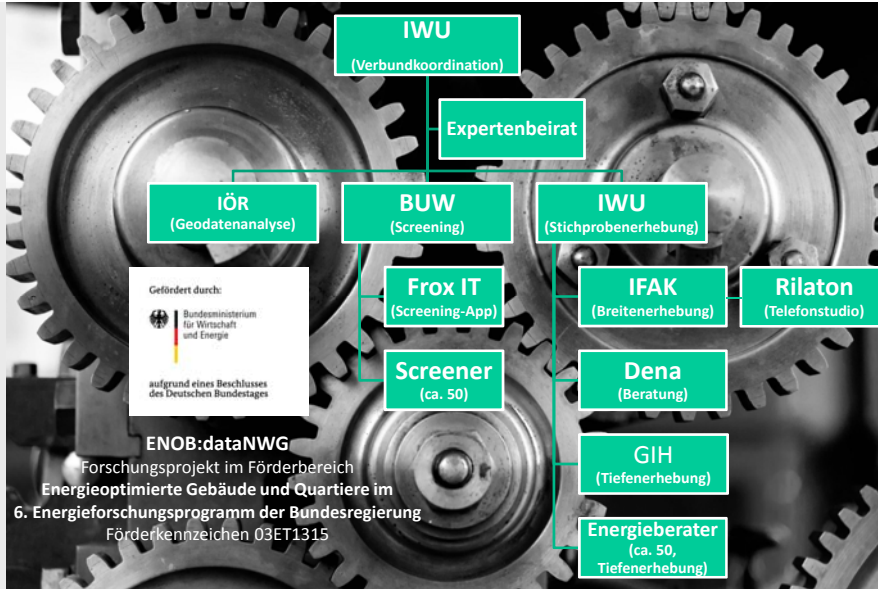 IWU
(Verbundkoordination)
Expertenbeirat
IÖR
(Geodatenanalyse)
BUW
(Screening)
IWU
(Stichprobenerhebung)
Frox IT
(Screening-App)
IFAK
(Breitenerhebung)
Rilaton
(Telefonstudio)
Screener
(ca. 50)
Dena
(Beratung)
GIH
(Tiefenerhebung)
Energieberater
(ca. 50,
Tiefenerhebung)
Gefördert durch:
Bundesministerium
für Wirtschaft
und Energie
aufgrund eines Beschlusses
des Deutschen Bundestages
ENOB:dataNWG
Forschungsprojekt im Förderbereich
Energieoptimierte Gebäude und Quartiere im
6. Energieforschungsprogramm der Bundesregierung
Förderkennzeichen 03ET1315